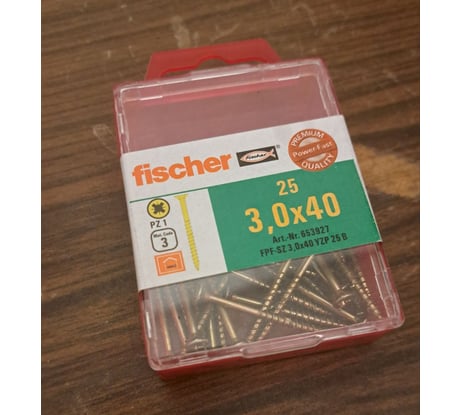 fischer
fischer
PREMIUM
Power-Fast
QUALITY
PZ 1
Mat. Code
3
25
3,0x40
Art.-Nr. 653927
FPF-SZ 3,0x40 YZP 25 B